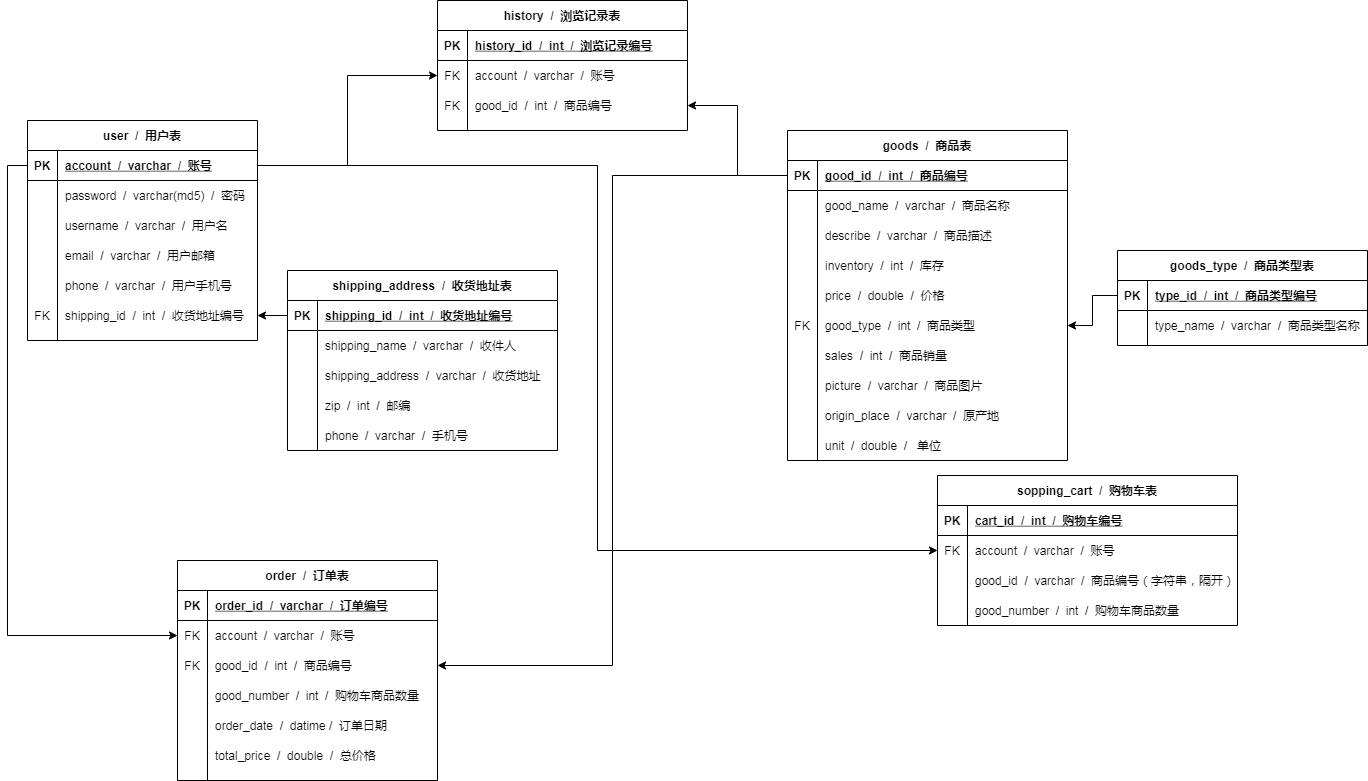 history / 浏览记录表
PK history_id / int / 浏览记录编号
FK account / varchar / 账号
FK good_id / int / 商品编号
user / 用户表
PK account / varchar / 账号
password / varchar(md5) / 密码
username / varchar / 用户名
email / varchar / 用户邮箱
phone / varchar / 用户手机号
FK shipping_id / int / 收货地址编号
shipping_address / 收货地址表
PK shipping_id / int / 收货地址编号
shipping_name / varchar / 收件人
shipping_address / varchar / 收货地址
zip / int / 邮编
phone / varchar / 手机号
goods / 商品表
PK good_id / int / 商品编号
good_name / varchar / 商品名称
describe / varchar / 商品描述
inventory / int / 库存
price / double / 价格
FK good_type / int / 商品类型
sales / int / 商品销量
picture / varchar / 商品图片
origin_place / varchar / 原产地
unit / double / 单位
goods_type / 商品类型表
PK type_id / int / 商品类型编号
type_name / varchar / 商品类型名称
sopping_cart / 购物车表
PK cart_id / int / 购物车编号
FK account / varchar / 账号
good_id / varchar / 商品编号（字符串，隔开）
good_number / int / 购物车商品数量
order / 订单表
PK order_id / varchar / 订单编号
FK account / varchar / 账号
FK good_id / int / 商品编号
good_number / int / 购物车商品数量
order_date / datime / 订单日期
total_price / double / 总价格